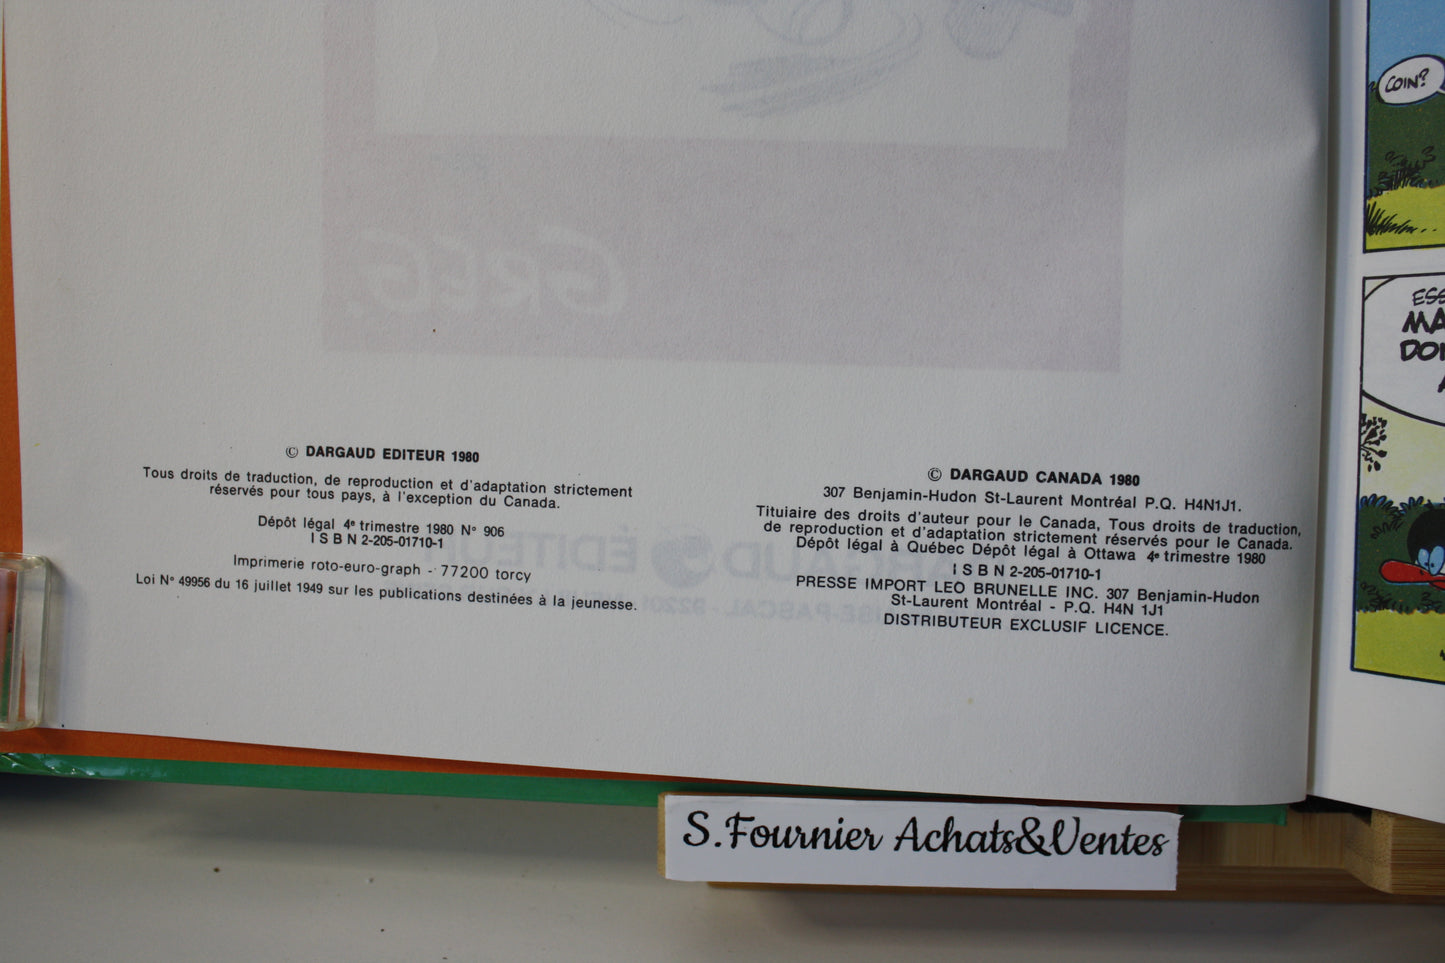 GREG.
© DARGAUD EDITEUR 1980
Tous droits de traduction, de reproduction et d'adaptation strictement
réservés pour tous pays, à l'exception du Canada.
Dépôt légal 4e trimestre 1980 N° 906
I S B N 2-205-01710-1
Imprimerie roto-euro-graph - 77200 torcy
Loi N° 49956 du 16 juillet 1949 sur les publications destinées à la jeunesse.
© DARGAUD CANADA 1980
307 Benjamin-Hudon St-Laurent Montréal P.Q. H4N1J1.
Tituiaire des droits d'auteur pour le Canada, Tous droits de traduction,
de reproduction et d'adaptation strictement réservés pour le Canada.
Dépôt légal à Québec Dépôt légal à Ottawa 4e trimestre 1980
I S B N 2-205-01710-1
PRESSE IMPORT LEO BRUNELLE INC. 307 Benjamin-Hudon
St-Laurent Montréal - P.Q. H4N 1J1
DISTRIBUTEUR EXCLUSIF LICENCE.
COIN?
S.Fournier Achats&Ventes